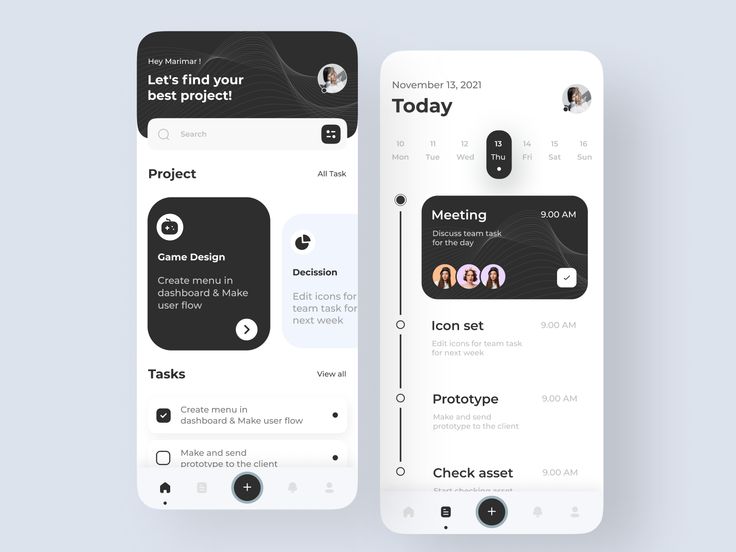 Hey Marimar !
Let's find your
best project!
Search
Project
All Task
Game Design
Create menu in
dashboard & Make
user flow
Decission
Edit icons for
team task for
next week
Tasks
View all
Create menu in
dashboard & Make user flow
Make and send
prototype to the client
November 13, 2021
Today
10 11 12 13 14 15 16
Mon Tue Wed Thu Fri Sat Sun
Meeting 9.00 AM
Discuss team task
for the day
Icon set 9.00 AM
Edit icons for team task
for next week
Prototype 9.00 AM
Make and send
prototype to the client
Check asset 9.00 AM
Start checking asset